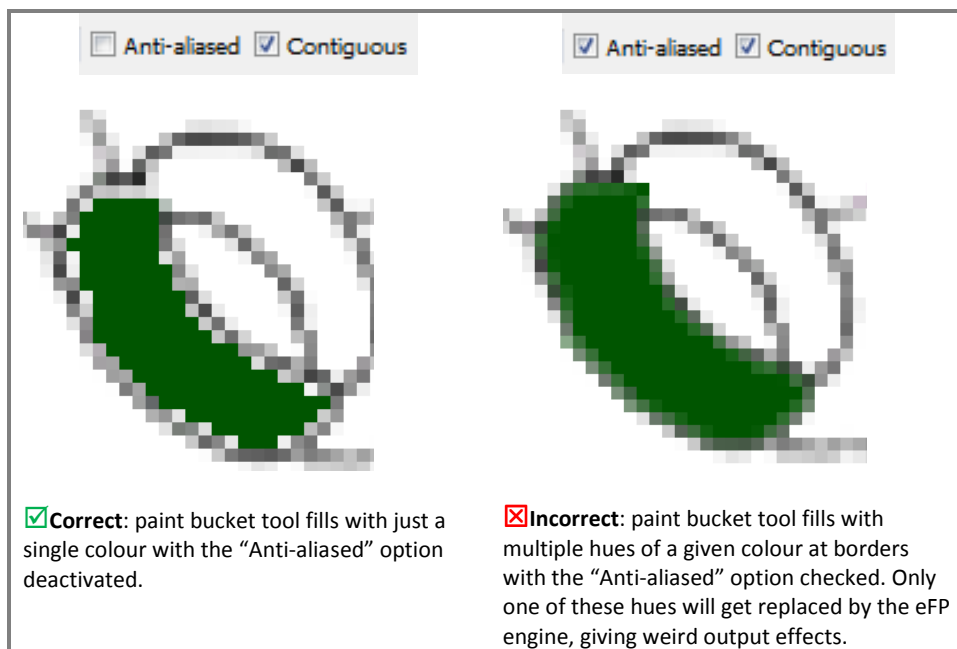 Anti-aliased Contiguous
Anti-aliased Contiguous
Correct: paint bucket tool fills with just a
single colour with the “Anti-aliased” option
deactivated.
Incorrect: paint bucket tool fills with
multiple hues of a given colour at borders
with the “Anti-aliased” option checked. Only
one of these hues will get replaced by the eFP
engine, giving weird output effects.